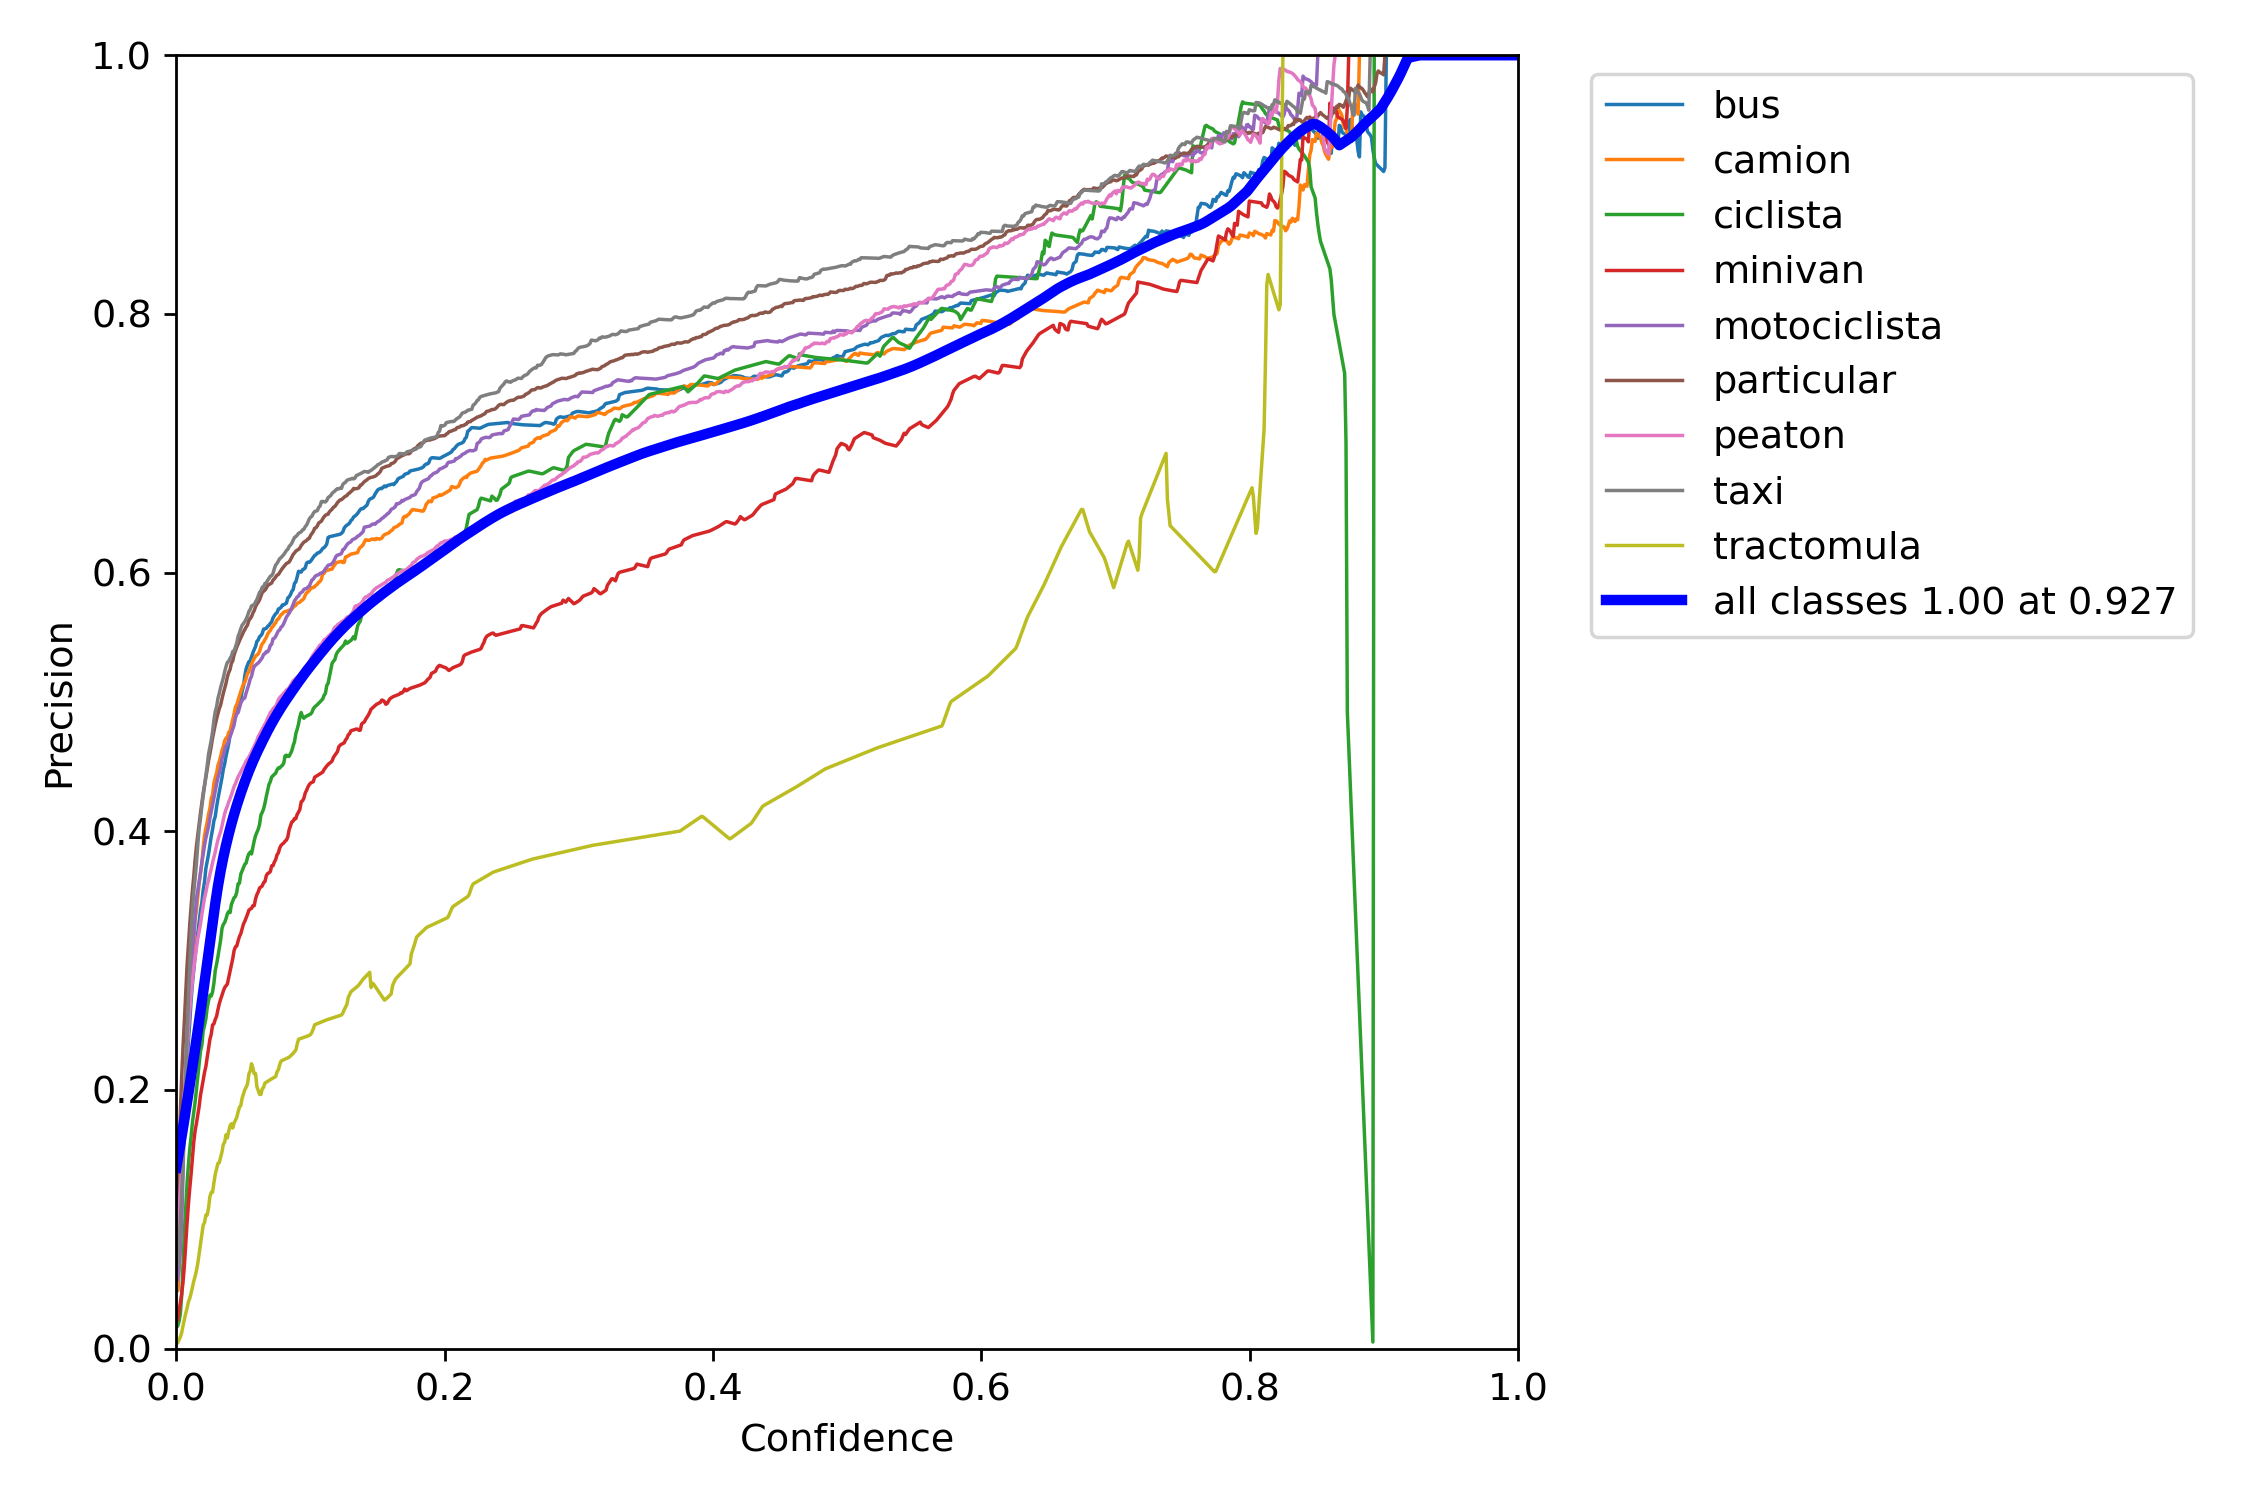 1.0
0.8
0.6
0.4
0.2
0.0
Precision
0.0 0.2 0.4 0.6 0.8 1.0
Confidence
bus
camion
ciclista
minivan
motociclista
particular
peaton
taxi
tractomula
all classes 1.00 at 0.927